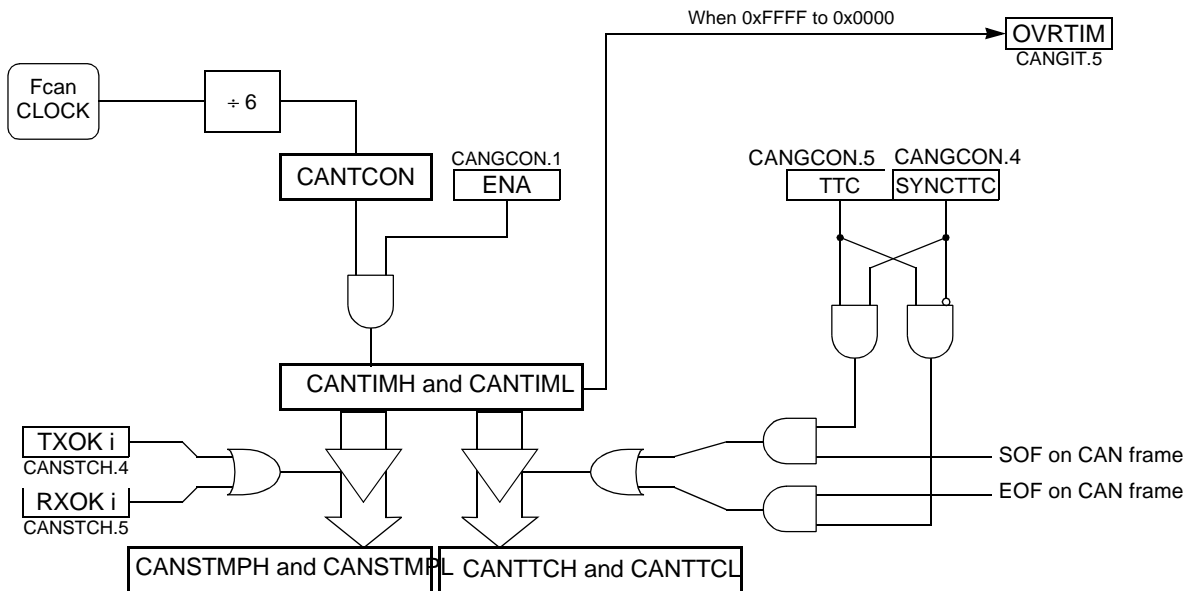 When 0xFFFF to 0x0000
OVRTIM
CANGIT.5
Fcan
CLOCK
÷ 6
CANTCON
CANGCON.1
ENA
CANGCON.5 CANGCON.4
TTC SYNCTTC
CANTIMH and CANTIML
TXOK i
CANSTCH.4
RXOK i
CANSTCH.5
SOF on CAN frame
EOF on CAN frame
CANSTMPH and CANSTMPL
CANTTCH and CANTTCL